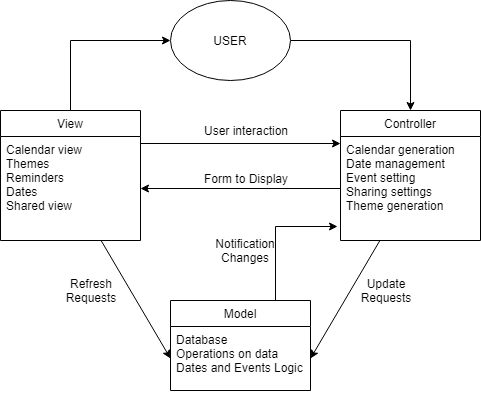 USER
View
Calendar view
Themes
Reminders
Dates
Shared view
User interaction
Form to Display
Controller
Calendar generation
Date management
Event setting
Sharing settings
Theme generation
Notification
Changes
Refresh
Requests
Update
Requests
Model
Database
Operations on data
Dates and Events Logic